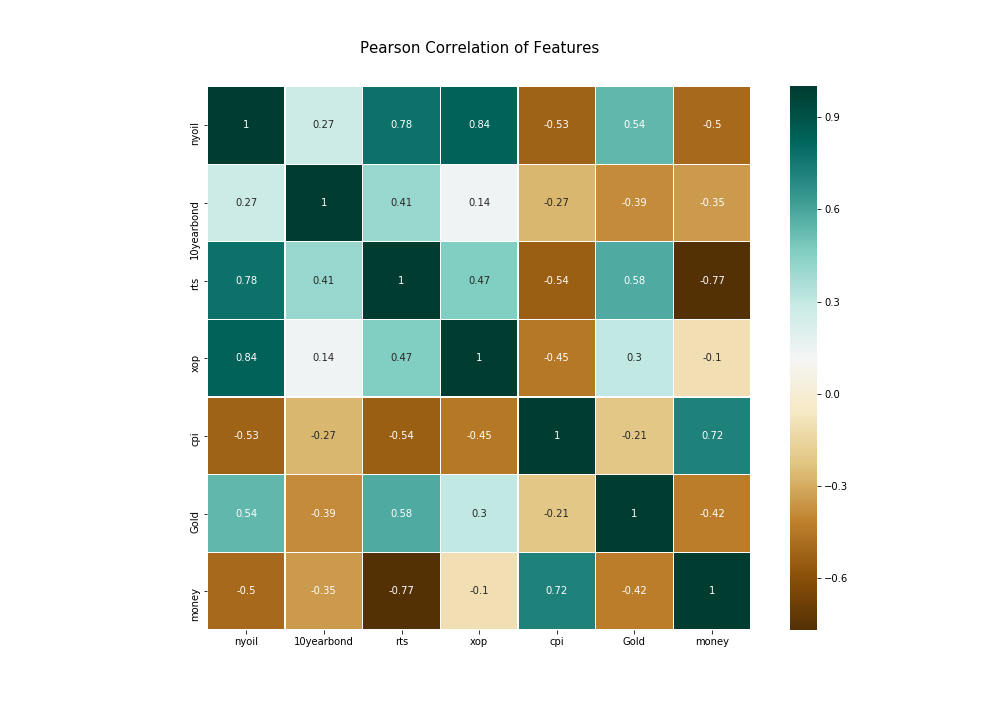 Pearson Correlation of Features
nyoil 1 0.27 0.78 0.84 -0.53 0.54 -0.5
10yearbond 0.27 1 0.41 0.14 -0.27 -0.39 -0.35
rts 0.78 0.41 1 0.47 -0.54 0.58 -0.77
xop 0.84 0.14 0.47 1 -0.45 0.3 -0.1
cpi -0.53 -0.27 -0.54 -0.45 1 -0.21 0.72
Gold 0.54 -0.39 0.58 0.3 -0.21 1 -0.42
money -0.5 -0.35 -0.77 -0.1 0.72 -0.42 1
nyoil 10yearbond rts xop cpi Gold money
0.9
0.6
0.3
0.0
−0.3
−0.6